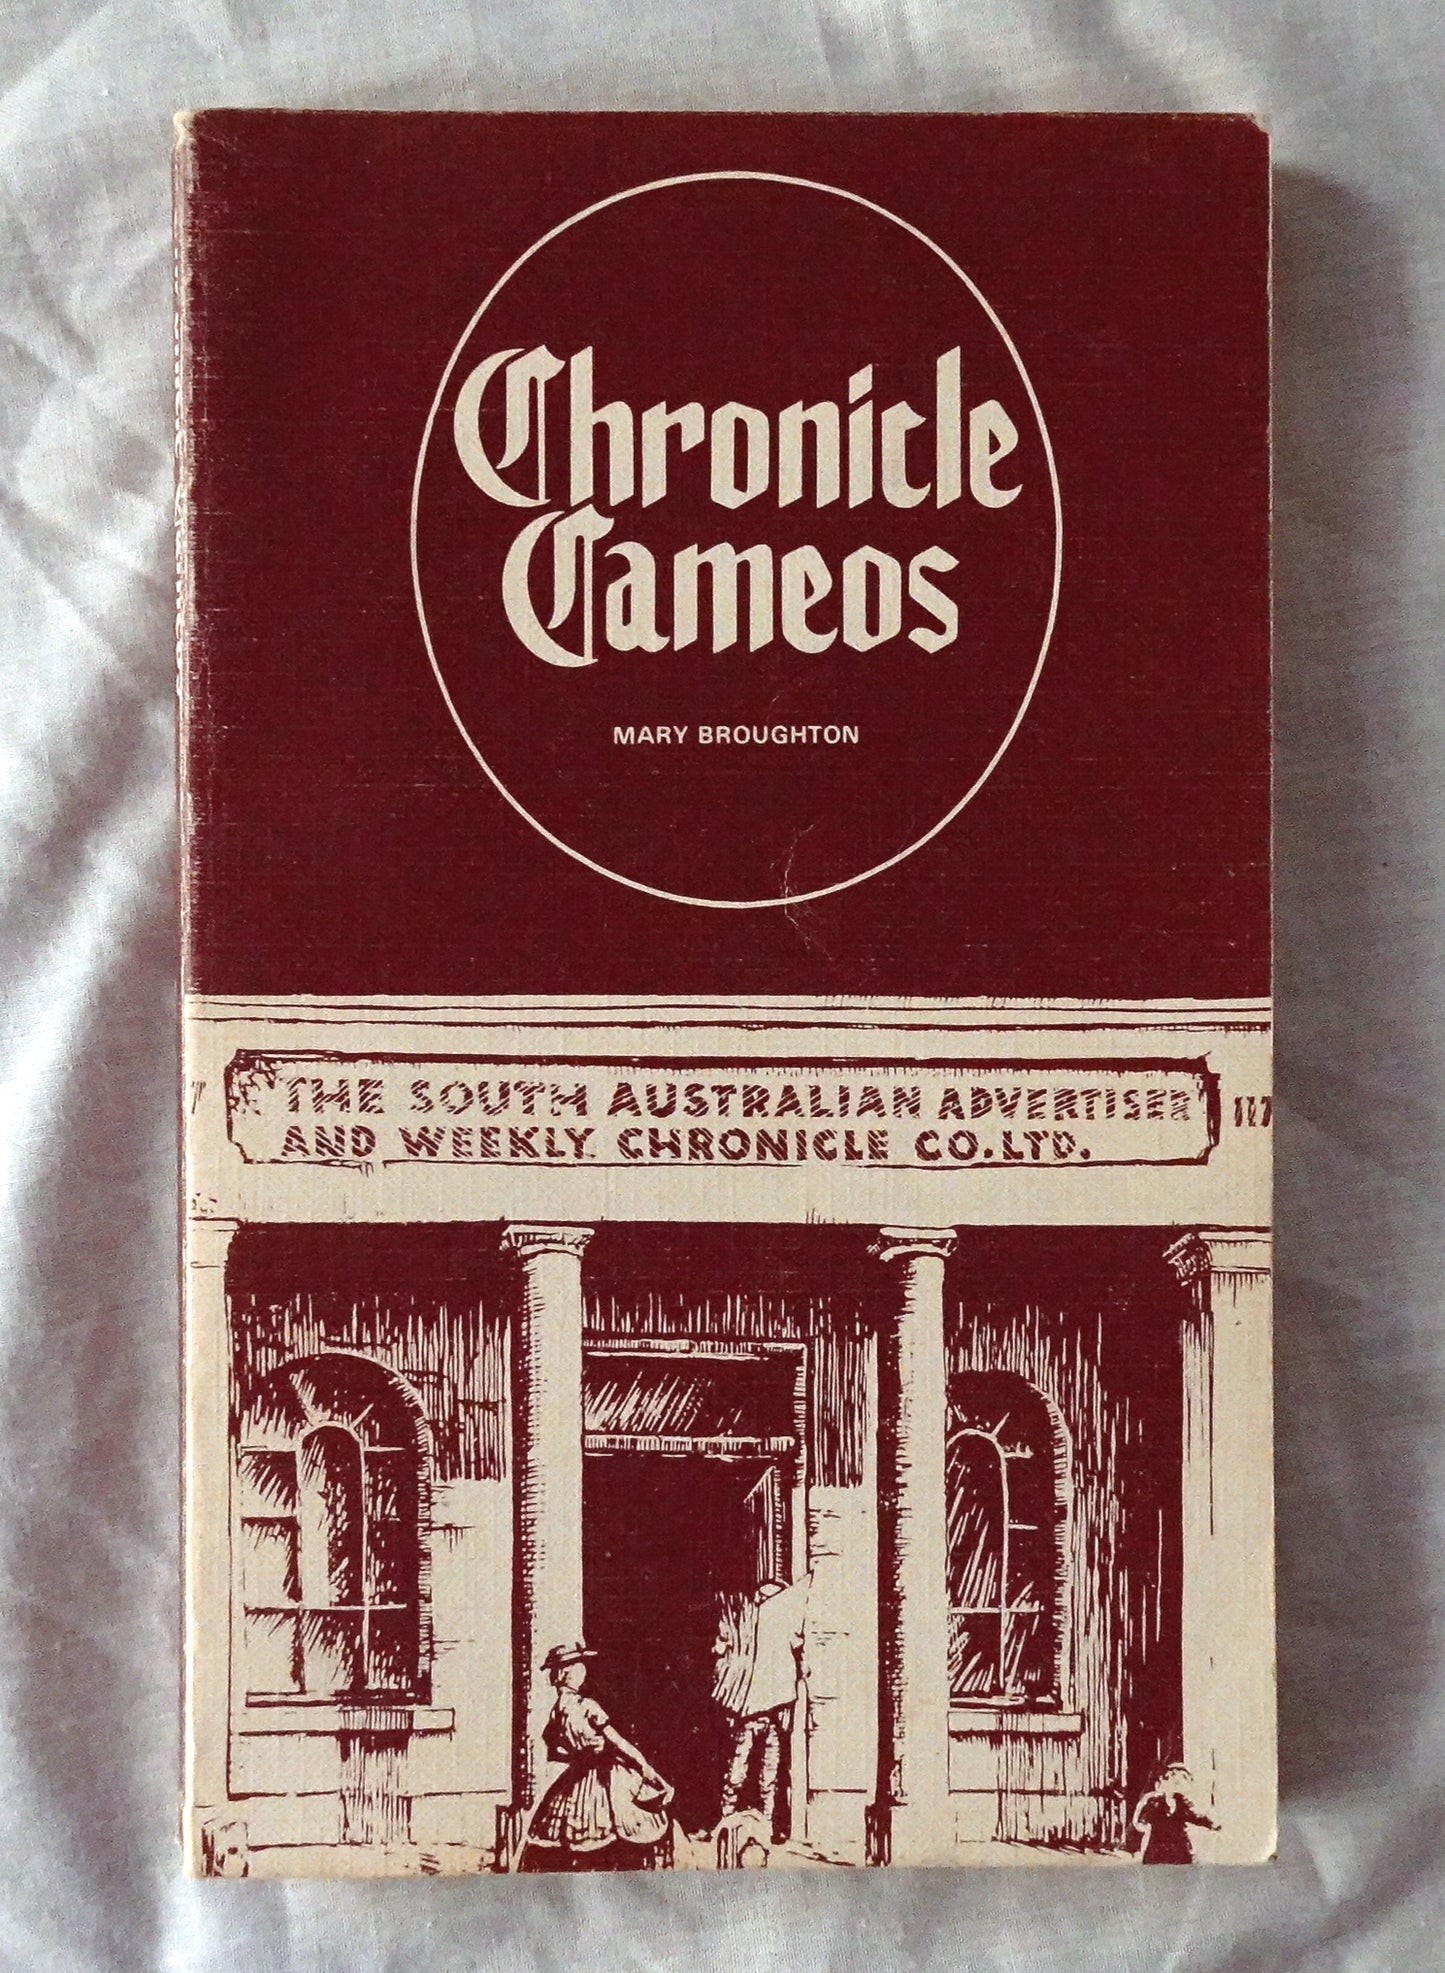 Chronicle
Cameos
MARY BROUGHTON
THE SOUTH AUSTRALIAN ADVERTISER
AND WEEKLY CHRONICLE CO. LTD.